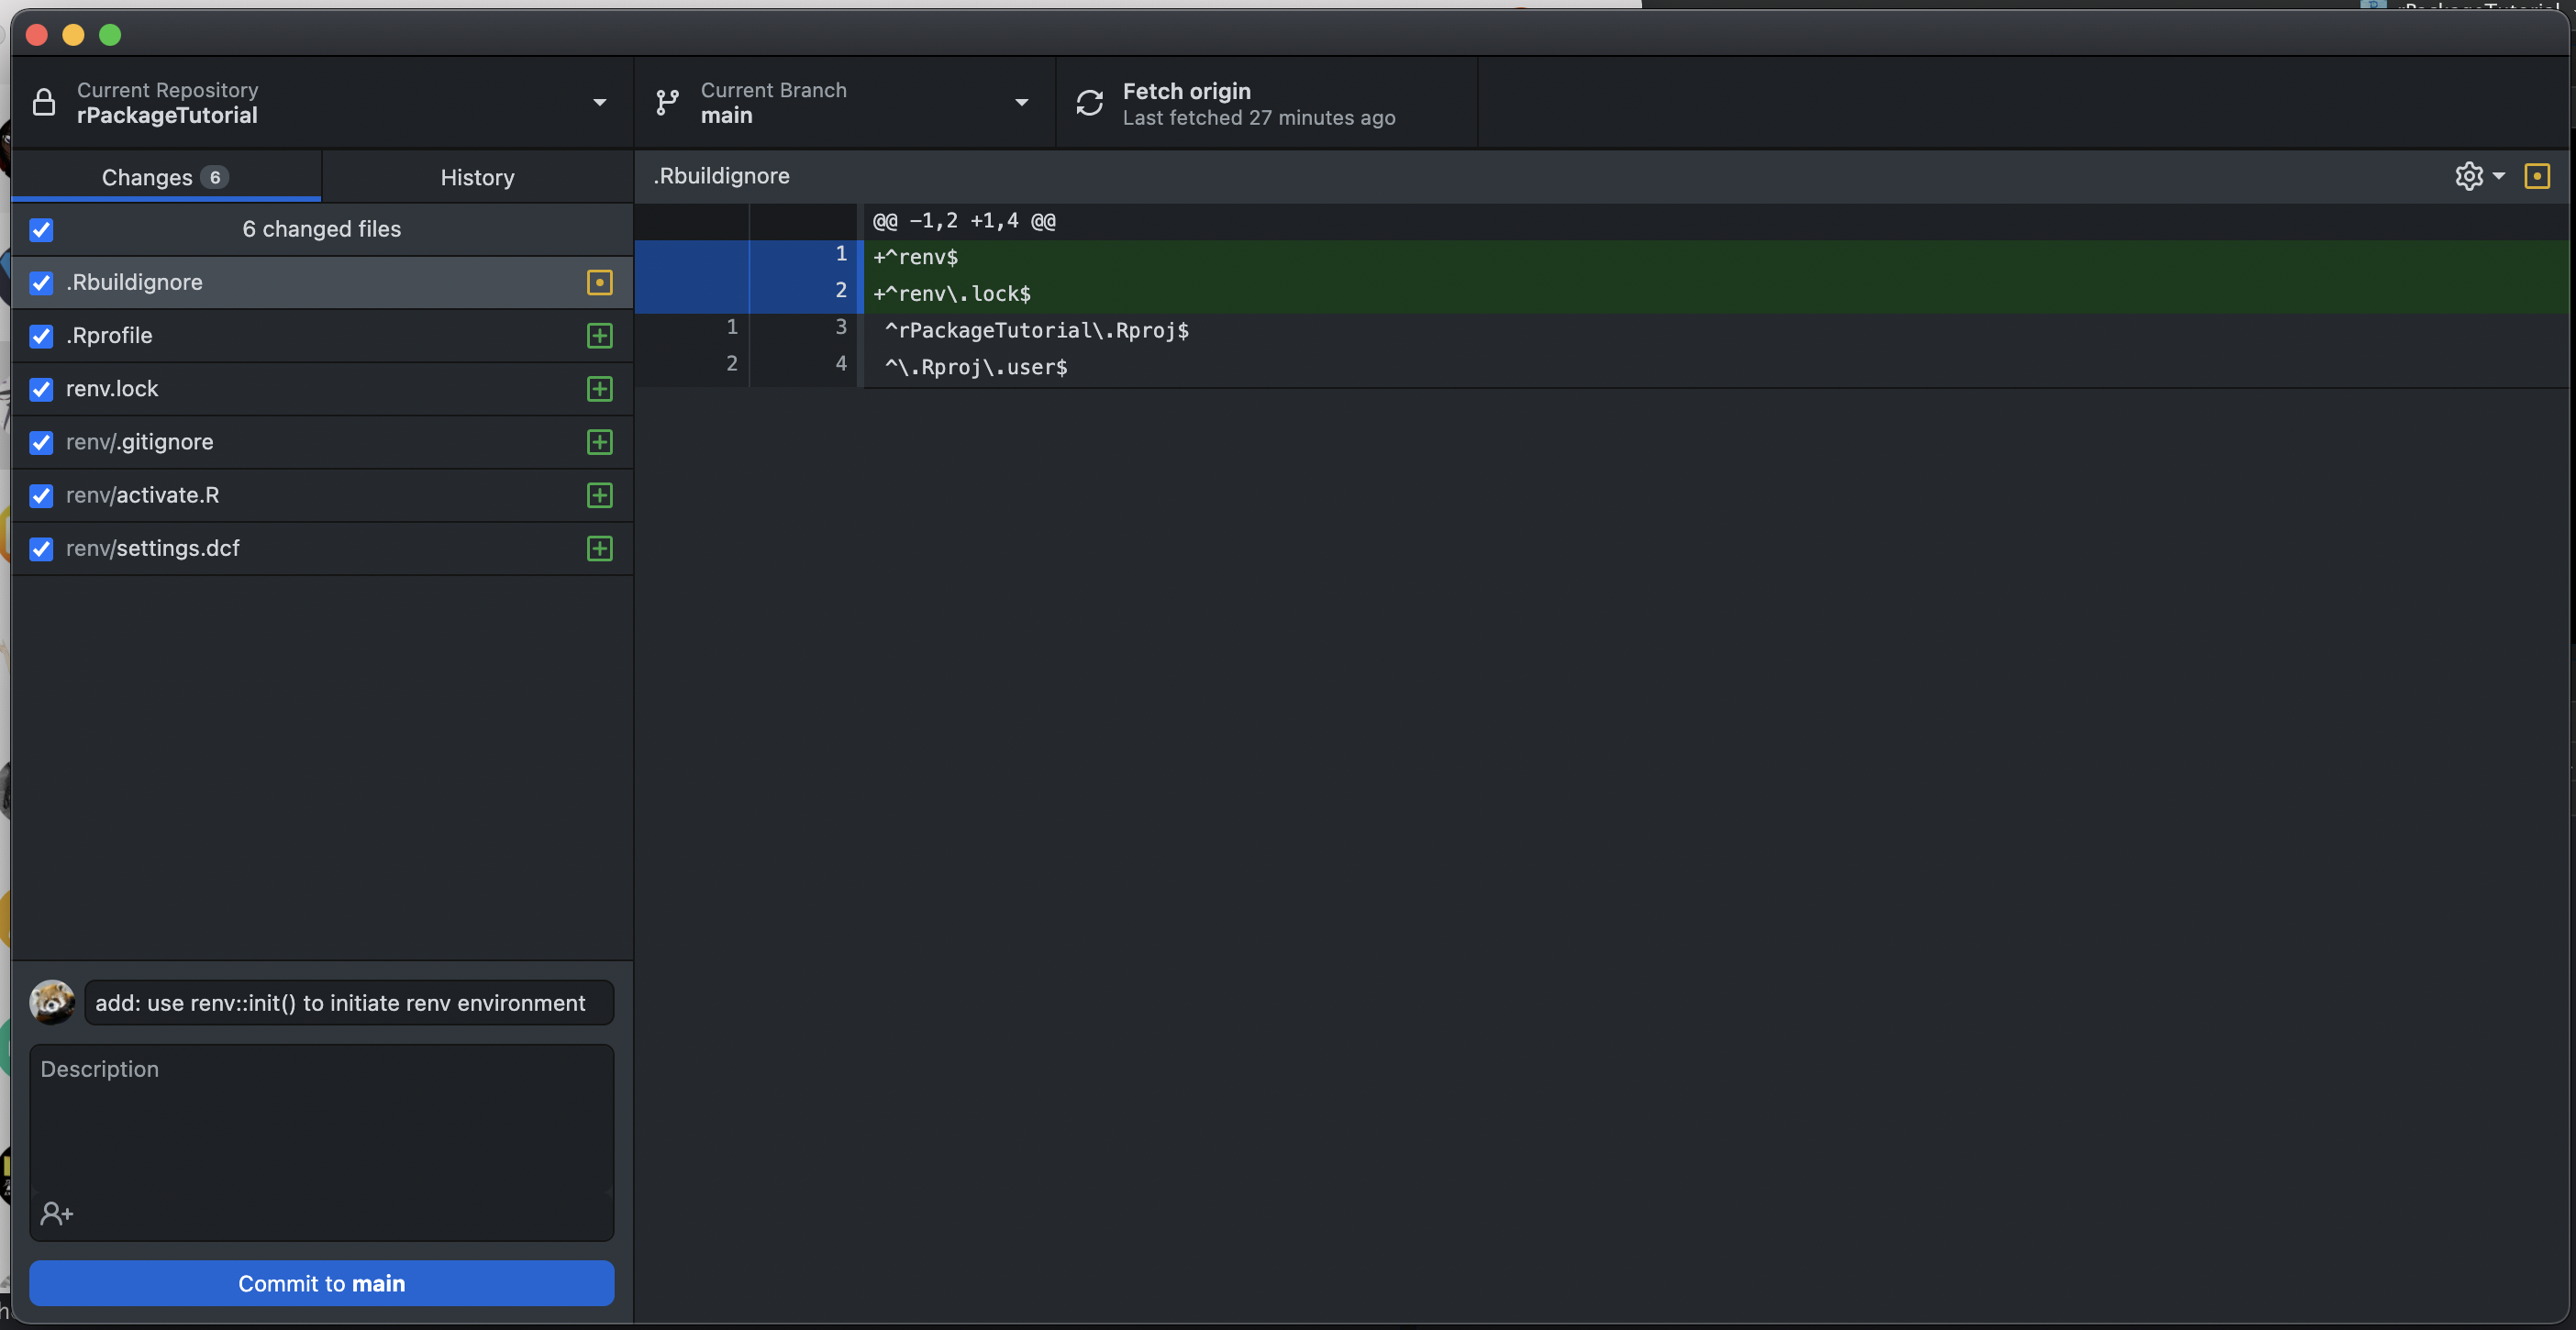 Current Repository
rPackageTutorial
Current Branch
main
Fetch origin
Last fetched 27 minutes ago
Changes 6
History
6 changed files
.Rbuildignore
.Rprofile
renv.lock
renv/.gitignore
renv/activate.R
renv/settings.dcf
add: use renv::init() to initiate renv environment
Description
Commit to main
.Rbuildignore
@@ -1,2 +1,4 @@
1 +^renv$
2 +^renv\.lock$
1 3 ^rPackageTutorial\.Rproj$
2 4 ^\.Rproj\.user$